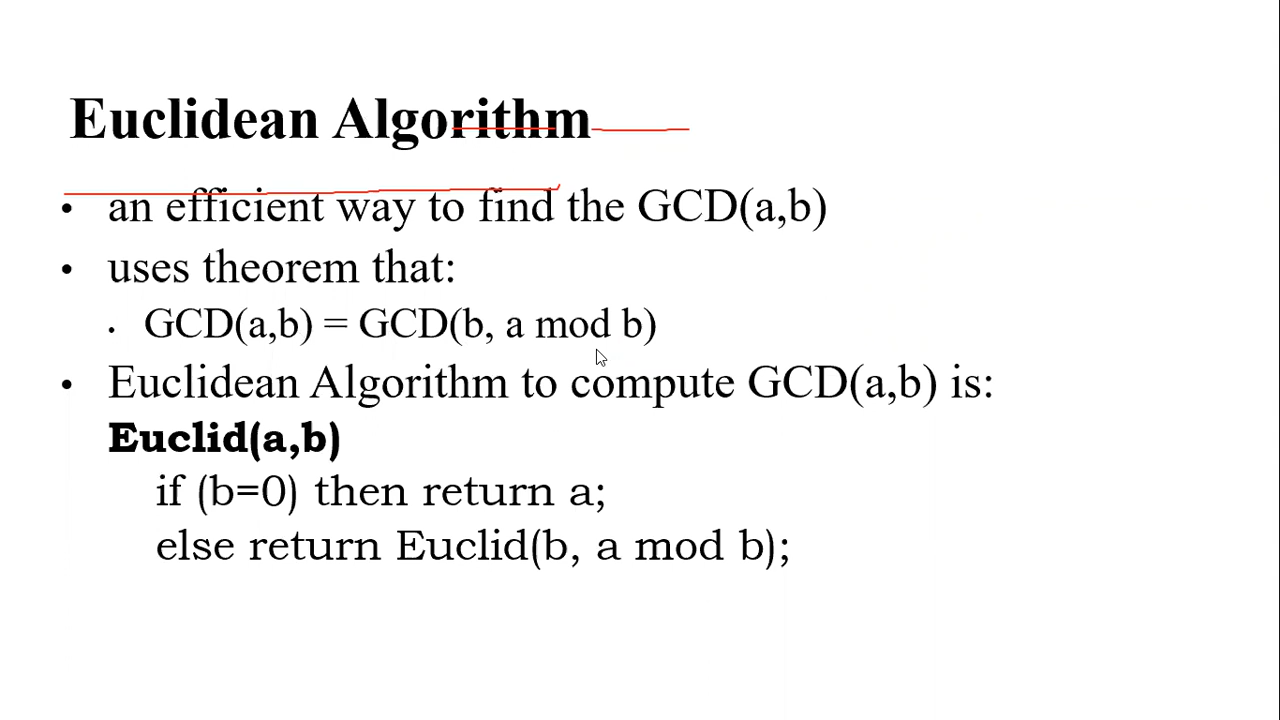 Euclidean Algorithm
• an efficient way to find the GCD(a,b)
• uses theorem that:
• GCD(a,b) = GCD(b, a mod b)
• Euclidean Algorithm to compute GCD(a,b) is:
Euclid(a,b)
if (b=0) then return a;
else return Euclid(b, a mod b);